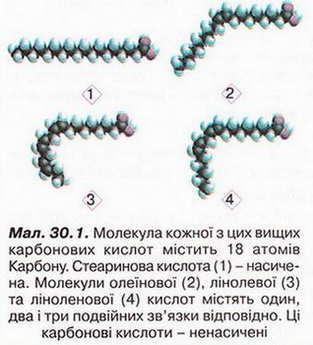 1
2
3
4
Мал. 30.1. Молекула кожної з цих вищих
карбонових кислот містить 18 атомів
Карбону. Стеаринова кислота (1) – насиче-
на. Молекули олеїнової (2), лінолевої (3)
та ліноленової (4) кислот містять один,
два і три подвійних зв'язки відповідно. Ці
карбонові кислоти – ненасичені